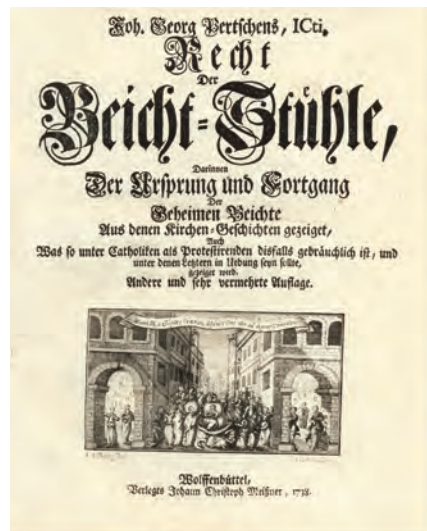 Joh. Georg Pertschens, ICti,
Recht
Der
Beicht-Stühle,
Darinnen
Der Ursprung und Fortgang
Der
Geheimen Beichte
Aus denen Kirchen-Geschichten gezeiget,
Auch
Was so unter Catholiken als Protestirenden disfalls gebräuchlich ist, und
unter denen Letztern in Uebung seyn sollte,
gezeiget wird.
Andere und sehr vermehrte Auflage.
Wolffenbüttel,
Verlegts Johann Christoph Meißner, 1738.